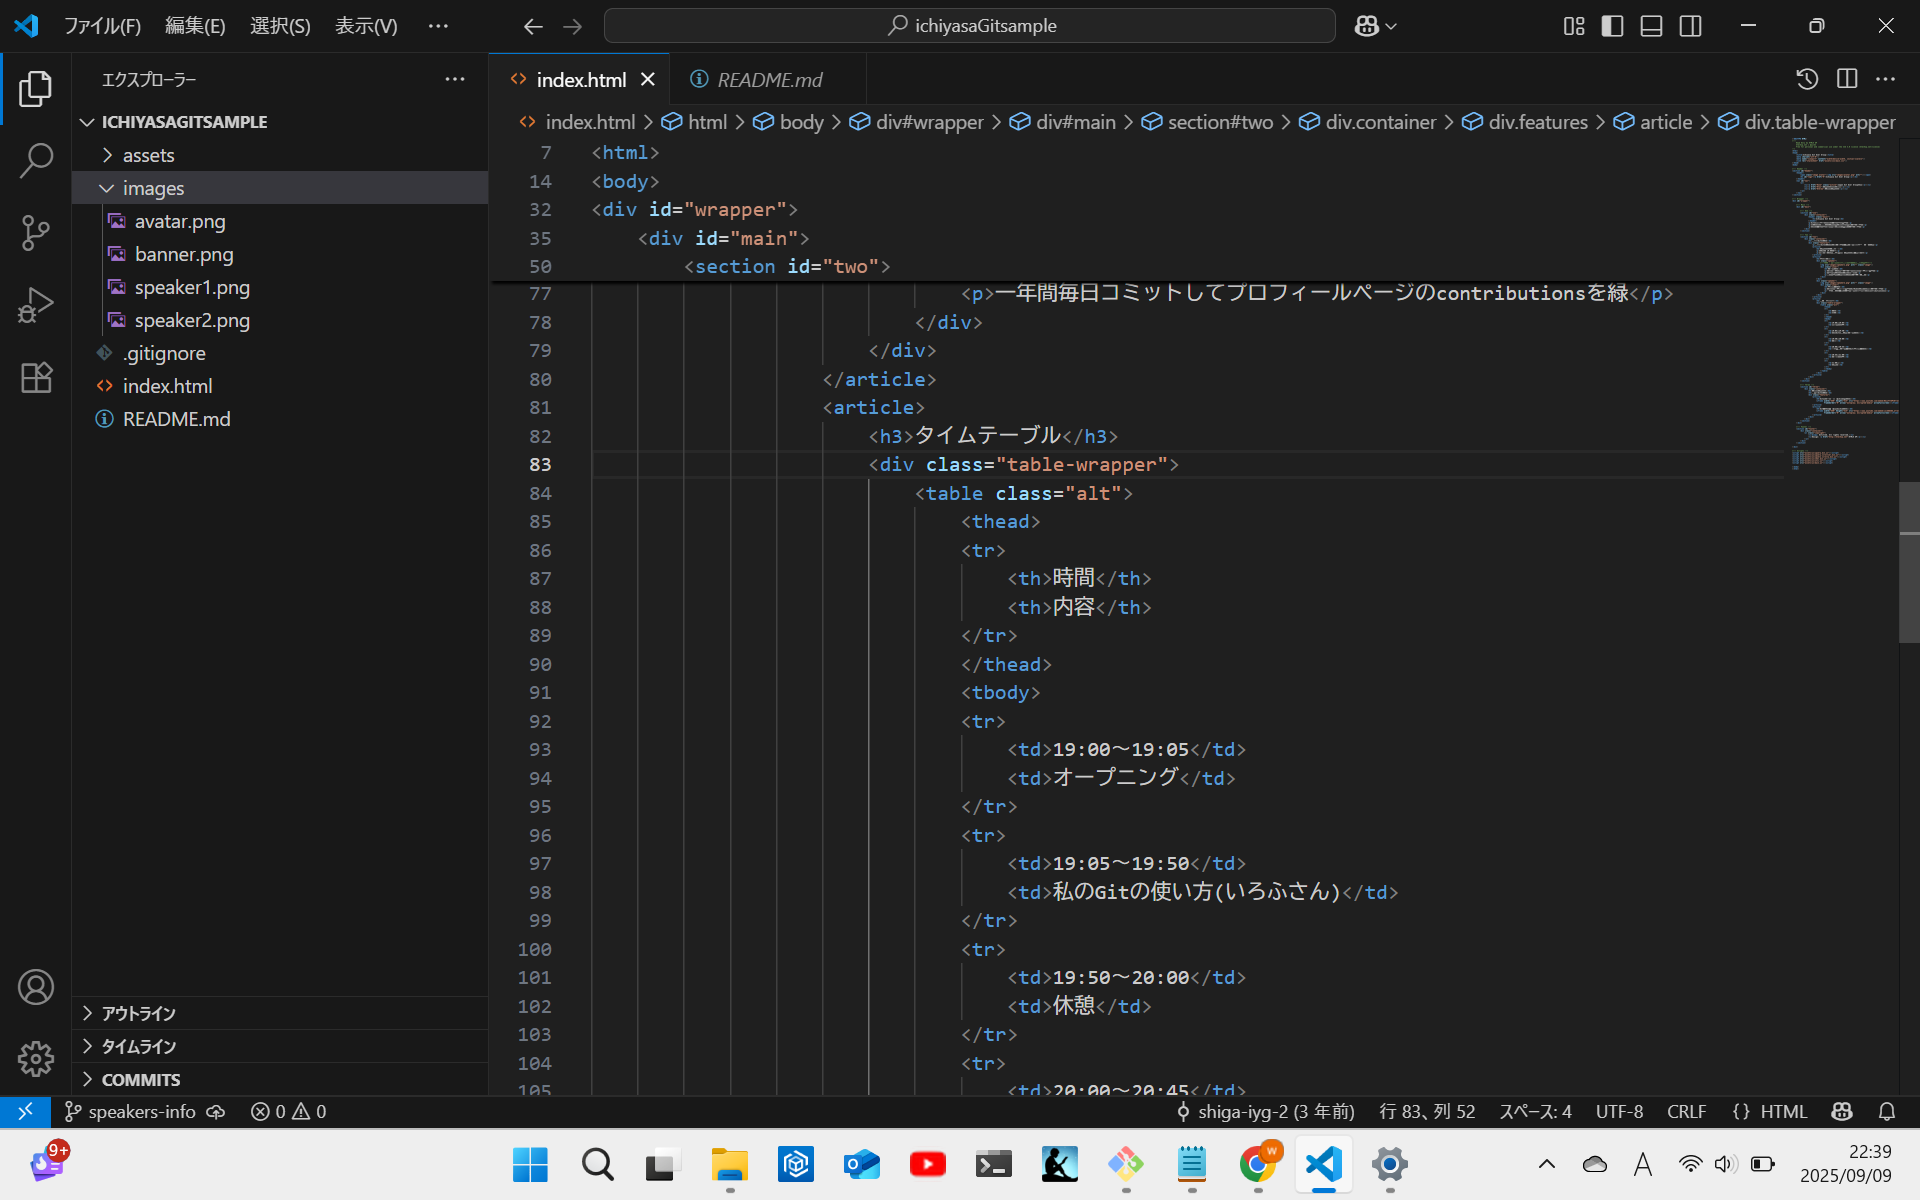 ファイル(F) 編集(E) 選択(S) 表示(V) ··· ichiyasaGitsample
エクスプローラー
ICHIYASAGITSAMPLE
assets
images
avatar.png
banner.png
speaker1.png
speaker2.png
.gitignore
index.html
README.md
アウトライン
タイムライン
COMMITS
index.html README.md
index.html > html > body > div#wrapper > div#main > section#two > div.container > div.features > article > div.table-wrapper
7 <html>
14 <body>
32 <div id="wrapper">
35 <div id="main">
50 <section id="two">
77 <p>一年間毎日コミットしてプロフィールページのcontributionsを緑</p>
78 </div>
79 </div>
80 </article>
81 <article>
82 <h3>タイムテーブル</h3>
83 <div class="table-wrapper">
84 <table class="alt">
85 <thead>
86 <tr>
87 <th>時間</th>
88 <th>内容</th>
89 </tr>
90 </thead>
91 <tbody>
92 <tr>
93 <td>19:00～19:05</td>
94 <td>オープニング</td>
95 </tr>
96 <tr>
97 <td>19:05～19:50</td>
98 <td>私のGitの使い方(いろふさん)</td>
99 </tr>
100 <tr>
101 <td>19:50～20:00</td>
102 <td>休憩</td>
103 </tr>
104 <tr>
105 <td>20:00～20:45</td>
speakers-info 0 0 shiga-iyg-2 (3 年前) 行 83、列 52 スペース: 4 UTF-8 CRLF {} HTML
9+ A 22:39
2025/09/09